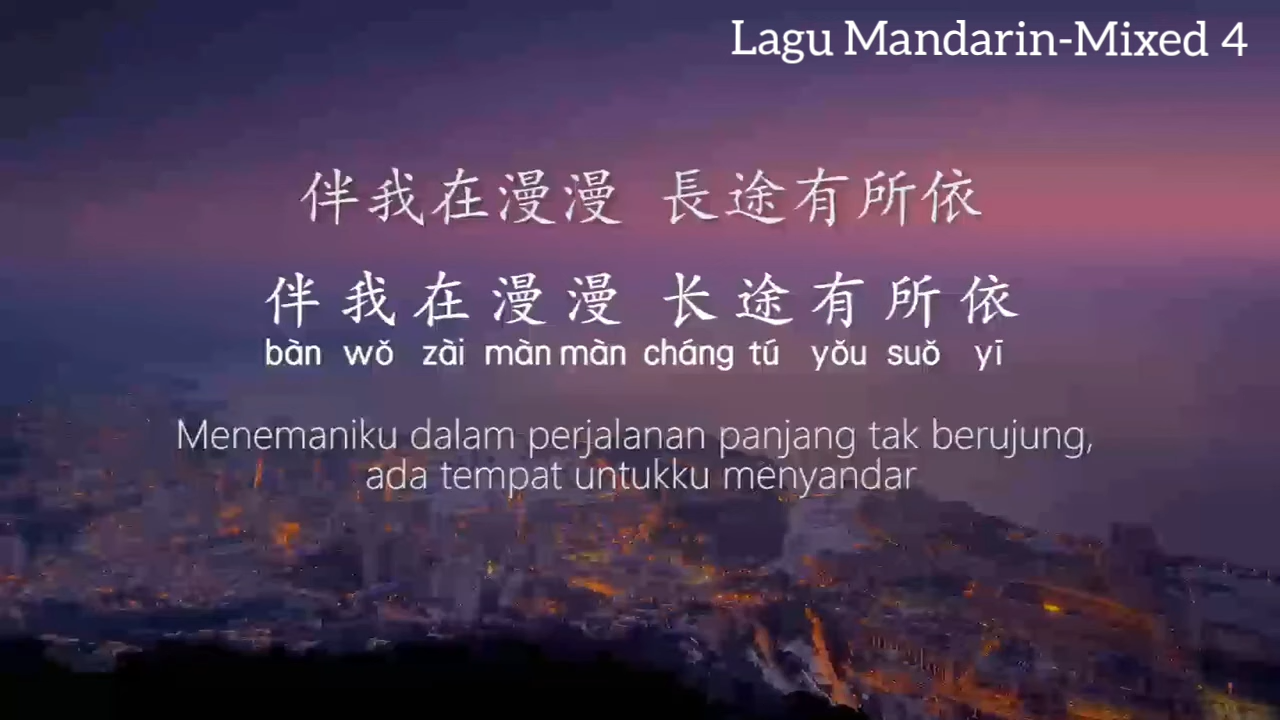 Lagu Mandarin-Mixed 4
伴我在漫漫 長途有所依
伴我在漫漫 长途有所依
bàn wǒ zài màn màn cháng tú yǒu suǒ yī
Menemaniku dalam perjalanan panjang tak berujung,
ada tempat untukku menyandar